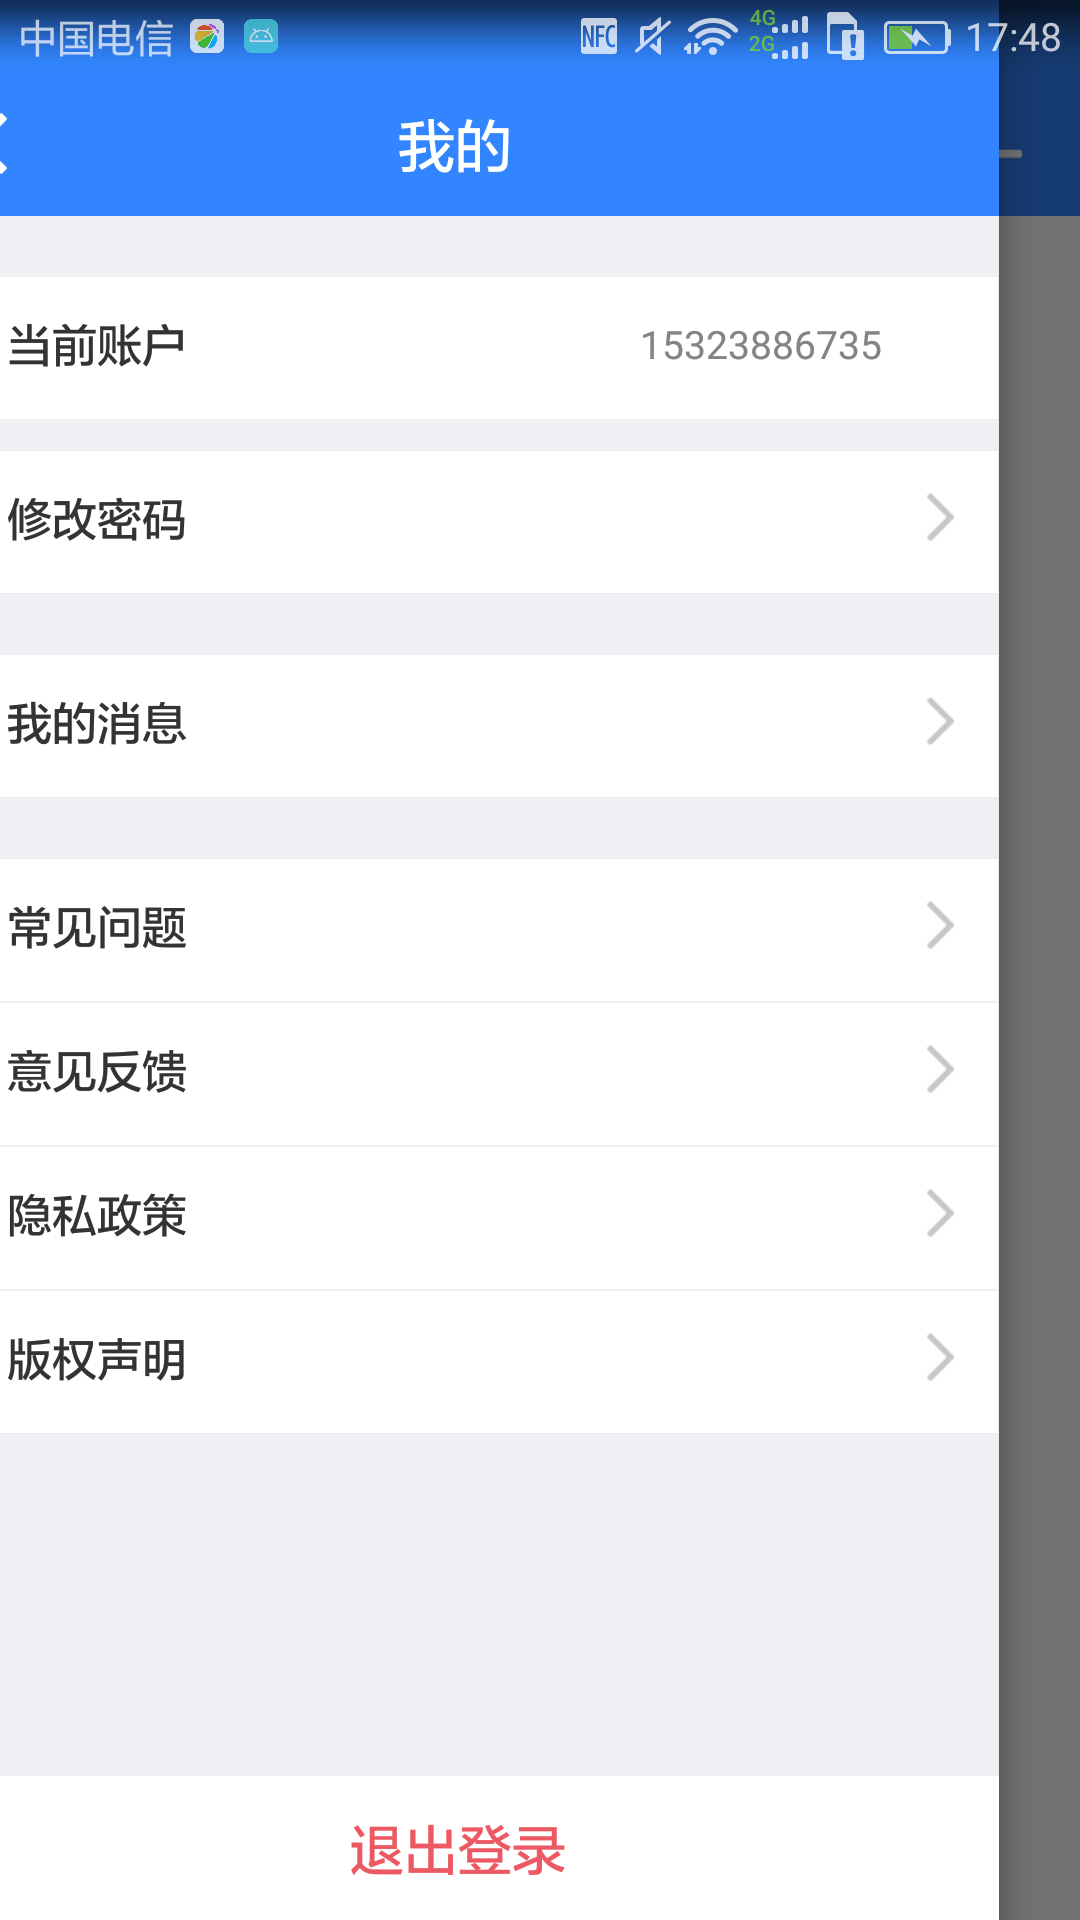 中国电信 NFC 4G 2G 17:48
我的
当前账户 15323886735
修改密码
我的消息
常见问题
意见反馈
隐私政策
版权声明
退出登录